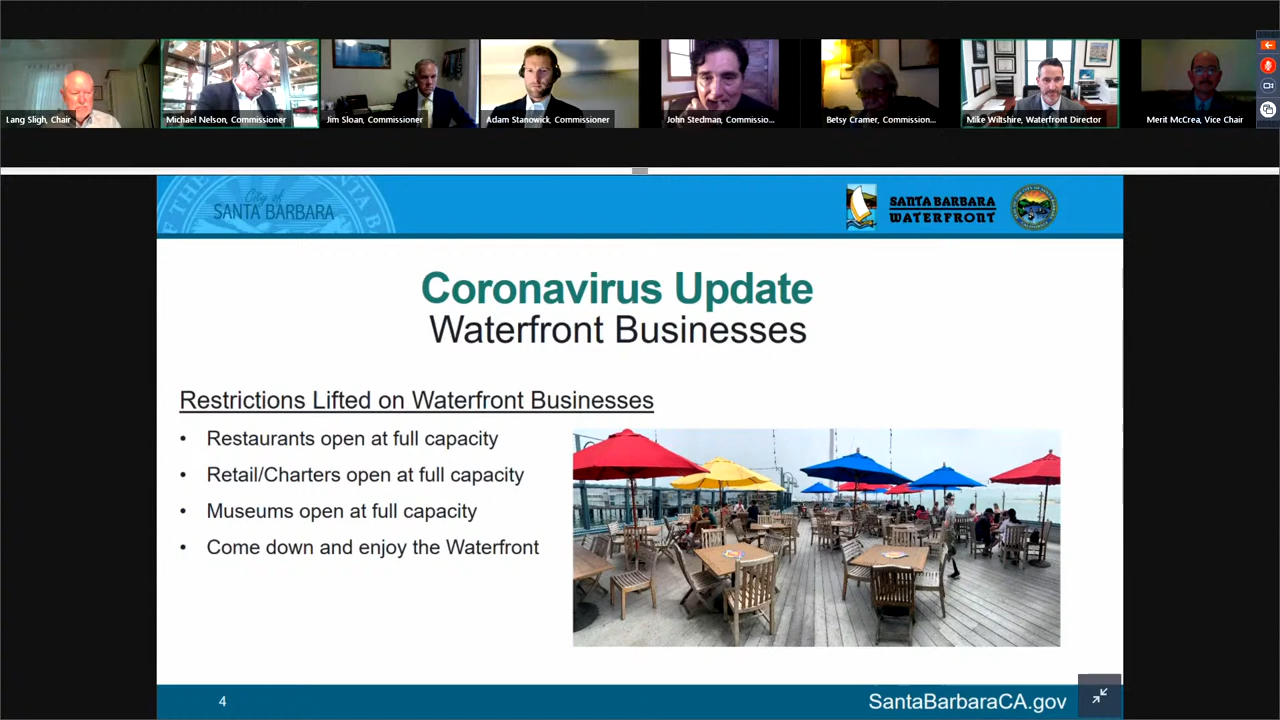 Lang Sligh, Chair
Michael Nelson, Commissioner
Jim Sloan, Commissioner
Adam Stanowick, Commissioner
John Stedman, Commissio...
Betsy Cramer, Commission...
Mike Wiltshire, Waterfront Director
Merit McCrea, Vice Chair
City of
SANTA BARBARA
SANTA BARBARA
WATERFRONT
Coronavirus Update
Waterfront Businesses
Restrictions Lifted on Waterfront Businesses
• Restaurants open at full capacity
• Retail/Charters open at full capacity
• Museums open at full capacity
• Come down and enjoy the Waterfront
4
SantaBarbaraCA.gov